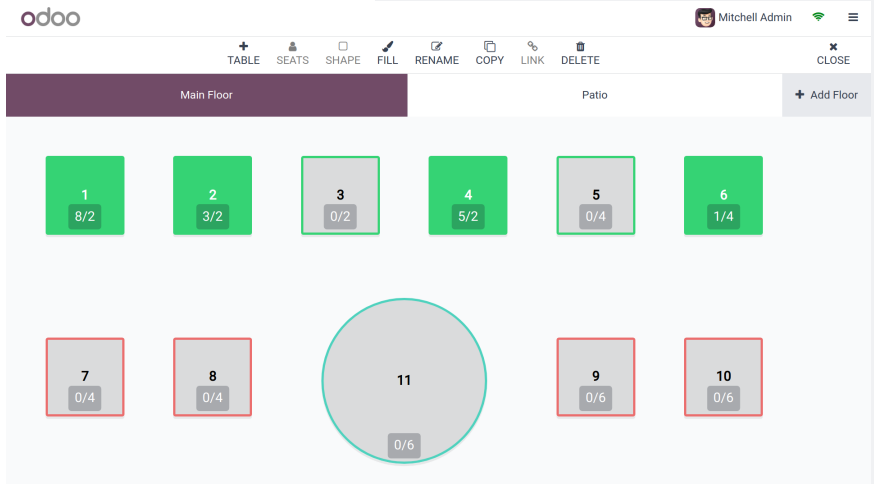 odoo
Mitchell Admin
TABLE SEATS SHAPE FILL RENAME COPY LINK DELETE CLOSE
Main Floor Patio + Add Floor
1 2 3 4 5 6
8/2 3/2 0/2 5/2 0/4 1/4
7 8 11 9 10
0/4 0/4 0/6 0/6
0/6